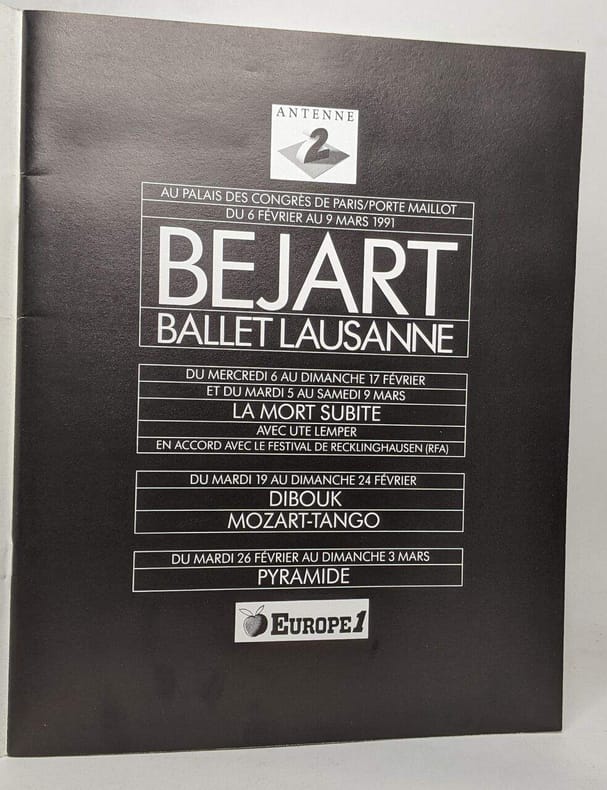 ANTENNE
2
AU PALAIS DES CONGRÈS DE PARIS/PORTE MAILLOT
DU 6 FÉVRIER AU 9 MARS 1991
BEJART
BALLET LAUSANNE
DU MERCREDI 6 AU DIMANCHE 17 FÉVRIER
ET DU MARDI 5 AU SAMEDI 9 MARS
LA MORT SUBITE
AVEC UTE LEMPER
EN ACCORD AVEC LE FESTIVAL DE RECKLINGHAUSEN (RFA)
DU MARDI 19 AU DIMANCHE 24 FÉVRIER
DIBOUK
MOZART-TANGO
DU MARDI 26 FÉVRIER AU DIMANCHE 3 MARS
PYRAMIDE
EUROPE 1